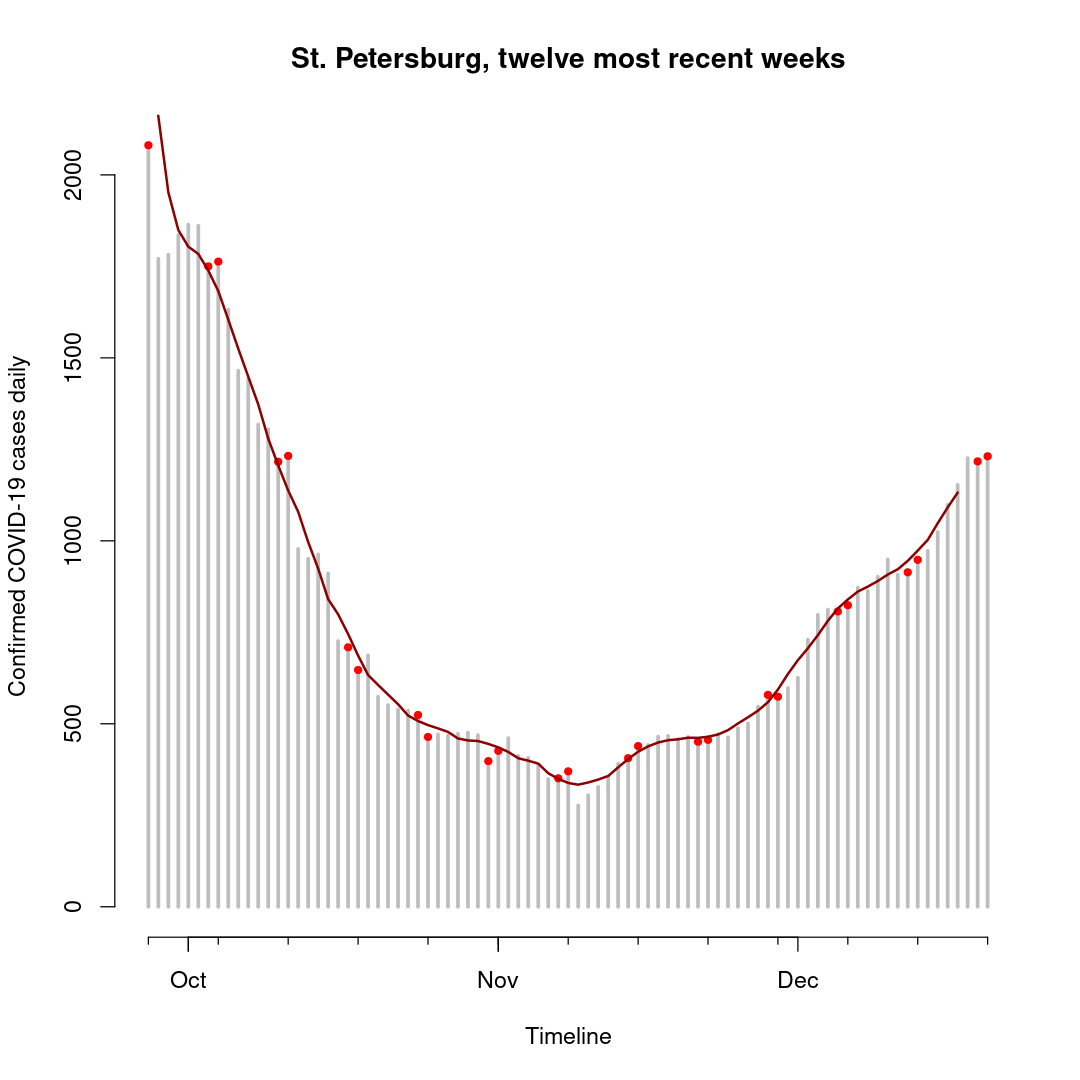 St. Petersburg, twelve most recent weeks
Confirmed COVID-19 cases daily
2000
1500
1000
500
0
Oct Nov Dec
Timeline